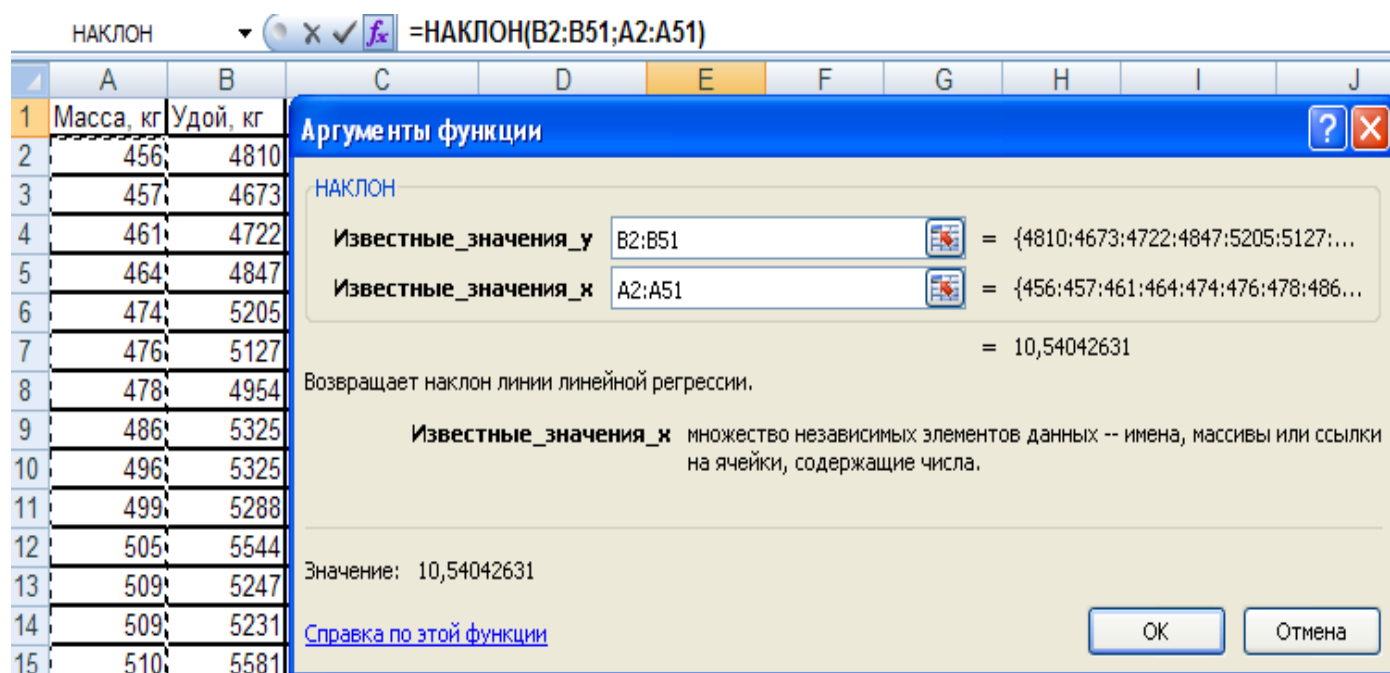 НАКЛОН =НАКЛОН(B2:B51;A2:A51)
A B C D E F G H I J
1 Масса, кг Удой, кг
2 456 4810
3 457 4673
4 461 4722
5 464 4847
6 474 5205
7 476 5127
8 478 4954
9 486 5325
10 496 5325
11 499 5288
12 505 5544
13 509 5247
14 509 5231
15 510 5581
Аргументы функции
НАКЛОН
Известные_значения_y B2:B51 = {4810:4673:4722:4847:5205:5127:...
Известные_значения_x A2:A51 = {456:457:461:464:474:476:478:486...
= 10,54042631
Возвращает наклон линии линейной регрессии.
Известные_значения_x множество независимых элементов данных -- имена, массивы или ссылки
на ячейки, содержащие числа.
Значение: 10,54042631
Справка по этой функции
OK Отмена